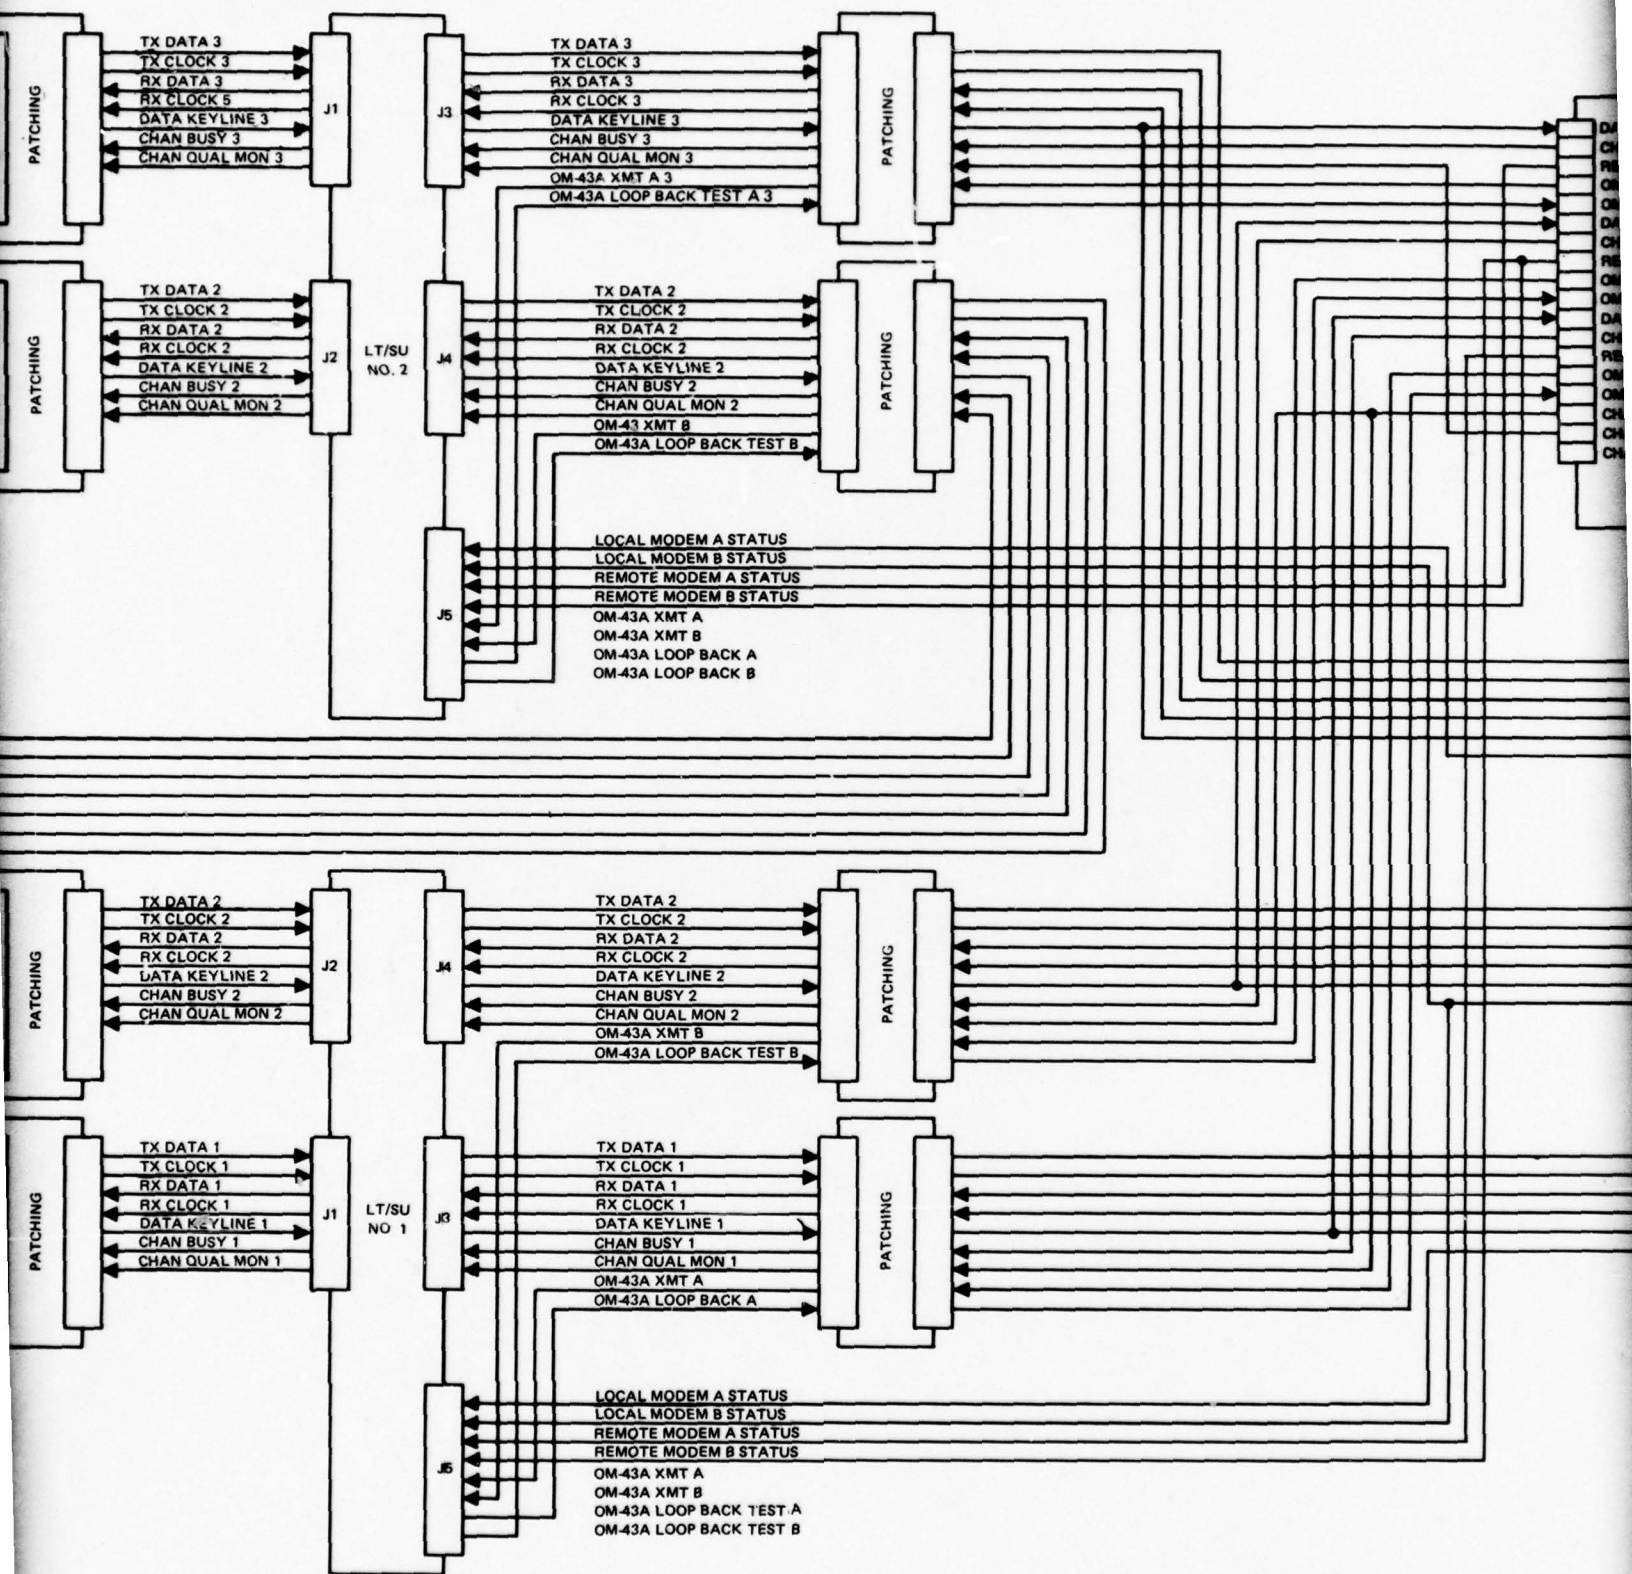 PATCHING
TX DATA 3
TX CLOCK 3
RX DATA 3
RX CLOCK 5
DATA KEYLINE 3
CHAN BUSY 3
CHAN QUAL MON 3
J1
J3
TX DATA 3
TX CLOCK 3
RX DATA 3
RX CLOCK 3
DATA KEYLINE 3
CHAN BUSY 3
CHAN QUAL MON 3
OM-43A XMT A 3
OM-43A LOOP BACK TEST A 3
PATCHING
PATCHING
TX DATA 2
TX CLOCK 2
RX DATA 2
RX CLOCK 2
DATA KEYLINE 2
CHAN BUSY 2
CHAN QUAL MON 2
J2
LT/SU
NO. 2
J4
TX DATA 2
TX CLOCK 2
RX DATA 2
RX CLOCK 2
DATA KEYLINE 2
CHAN BUSY 2
CHAN QUAL MON 2
OM-43 XMT B
OM-43A LOOP BACK TEST B
PATCHING
J5
LOCAL MODEM A STATUS
LOCAL MODEM B STATUS
REMOTE MODEM A STATUS
REMOTE MODEM B STATUS
OM-43A XMT A
OM-43A XMT B
OM-43A LOOP BACK A
OM-43A LOOP BACK B
PATCHING
TX DATA 2
TX CLOCK 2
RX DATA 2
RX CLOCK 2
DATA KEYLINE 2
CHAN BUSY 2
CHAN QUAL MON 2
J2
J4
TX DATA 2
TX CLOCK 2
RX DATA 2
RX CLOCK 2
DATA KEYLINE 2
CHAN BUSY 2
CHAN QUAL MON 2
OM-43A XMT B
OM-43A LOOP BACK TEST B
PATCHING
PATCHING
TX DATA 1
TX CLOCK 1
RX DATA 1
RX CLOCK 1
DATA KEYLINE 1
CHAN BUSY 1
CHAN QUAL MON 1
J1
LT/SU
NO 1
J3
TX DATA 1
TX CLOCK 1
RX DATA 1
RX CLOCK 1
DATA KEYLINE 1
CHAN BUSY 1
CHAN QUAL MON 1
OM-43A XMT A
OM-43A LOOP BACK A
PATCHING
J5
LOCAL MODEM A STATUS
LOCAL MODEM B STATUS
REMOTE MODEM A STATUS
REMOTE MODEM B STATUS
OM-43A XMT A
OM-43A XMT B
OM-43A LOOP BACK TEST A
OM-43A LOOP BACK TEST B